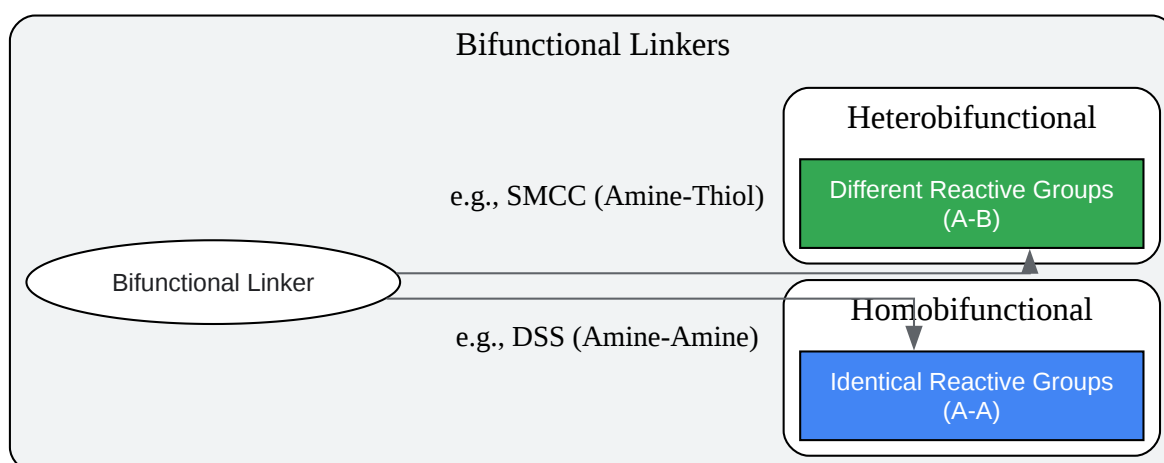 Bifunctional Linkers
Heterobifunctional
e.g., SMCC (Amine-Thiol)
Different Reactive Groups
(A-B)
Bifunctional Linker
Homobifunctional
e.g., DSS (Amine-Amine)
Identical Reactive Groups
(A-A)